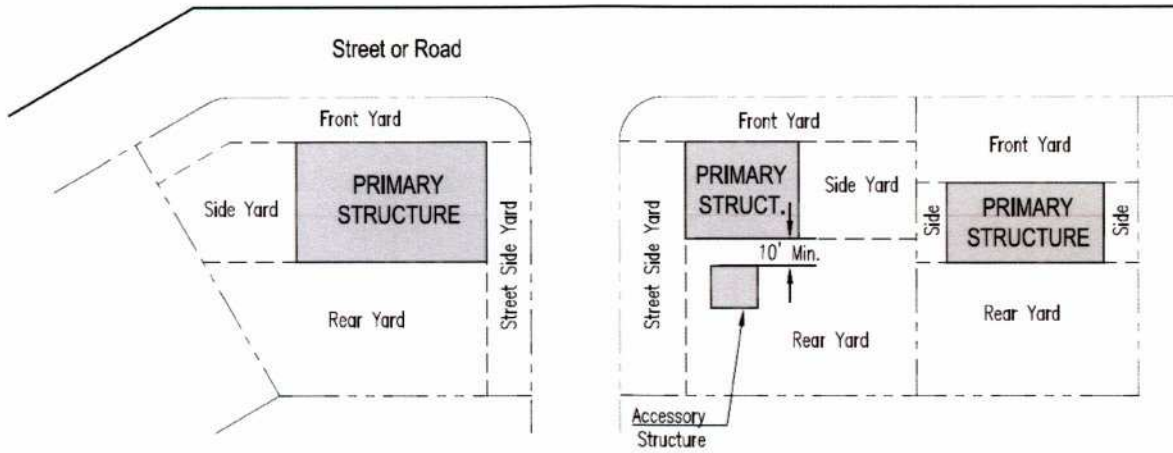 Street or Road
Front Yard
Side Yard
PRIMARY
STRUCTURE
Street Side Yard
Rear Yard
Front Yard
Street Side Yard
PRIMARY
STRUCT.
Side Yard
10' Min.
Rear Yard
Accessory
Structure
Front Yard
Side
PRIMARY
STRUCTURE
Side
Rear Yard